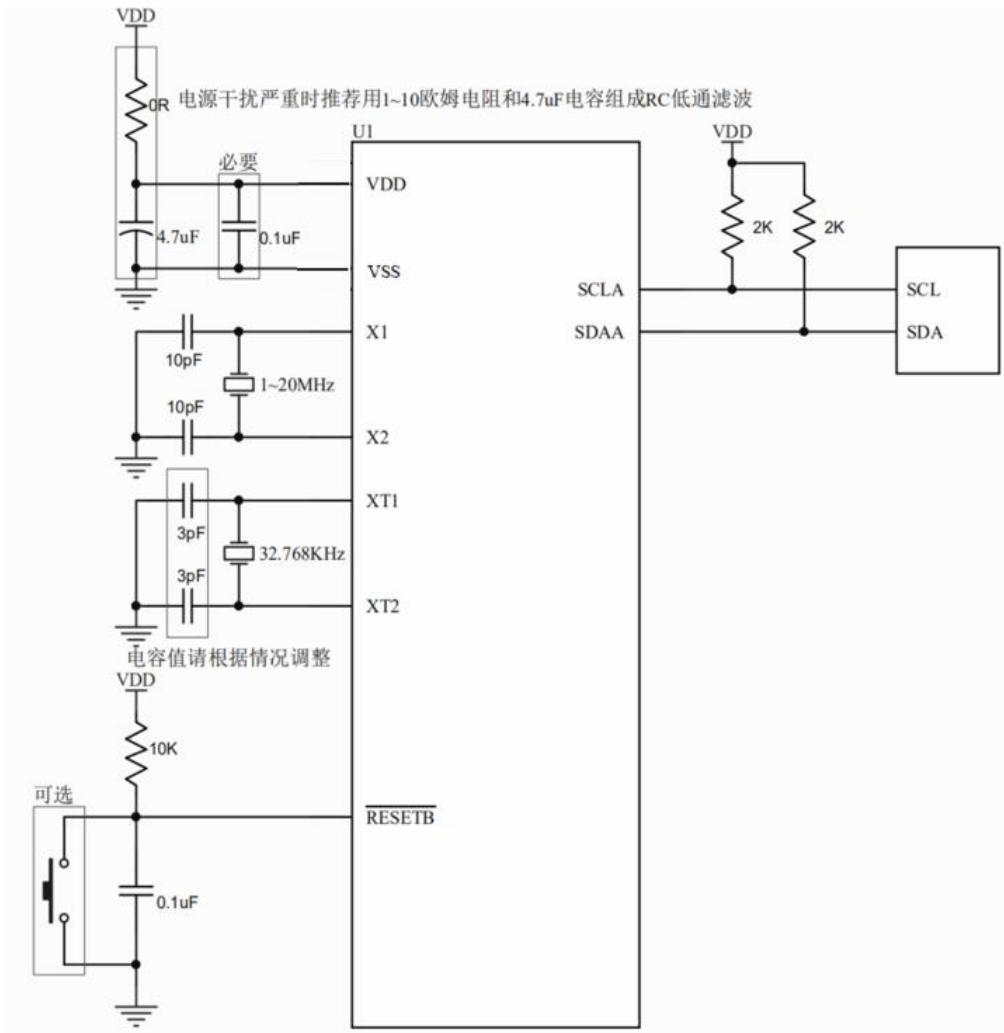 VDD
0R
电源干扰严重时推荐用1~10欧姆电阻和4.7uF电容组成RC低通滤波
U1
必要
VDD
4.7uF
0.1uF
VSS
VDD
2K
2K
SCLA
SCL
SDAA
SDA
X1
10pF
1~20MHz
10pF
X2
XT1
3pF
32.768KHz
3pF
XT2
电容值请根据情况调整
VDD
10K
可选
RESETB
0.1uF